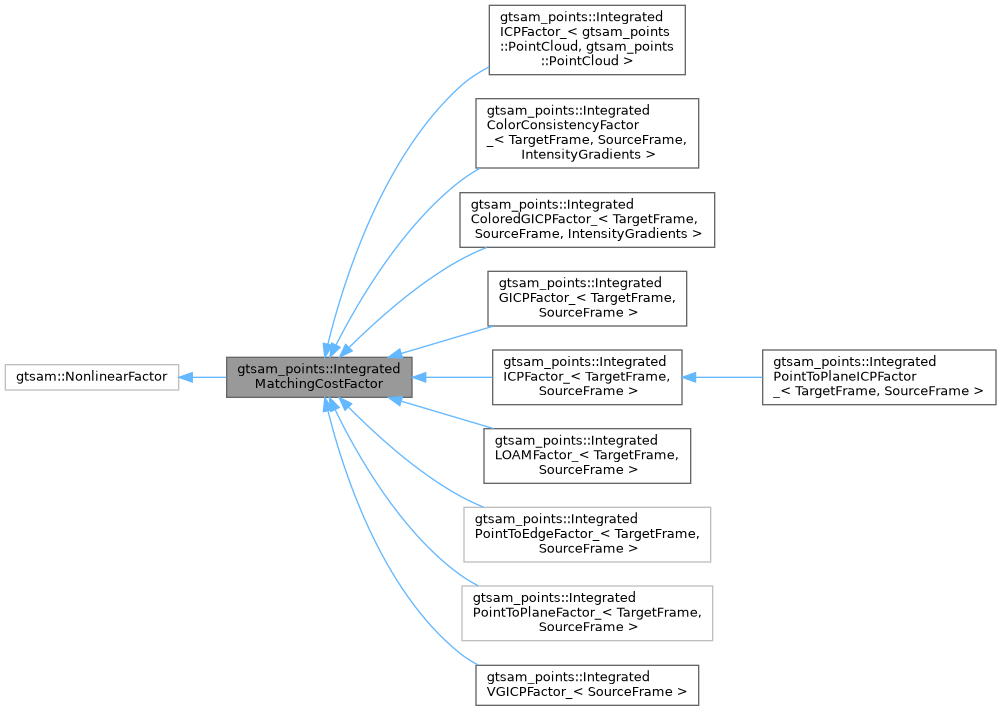 gtsam_points::Integrated
ICPFactor_< gtsam_points
::PointCloud, gtsam_points
::PointCloud >
gtsam_points::Integrated
ColorConsistencyFactor
_< TargetFrame, SourceFrame,
IntensityGradients >
gtsam_points::Integrated
ColoredGICPFactor_< TargetFrame,
SourceFrame, IntensityGradients >
gtsam_points::Integrated
GICPFactor_< TargetFrame,
SourceFrame >
gtsam::NonlinearFactor
gtsam_points::Integrated
MatchingCostFactor
gtsam_points::Integrated
ICPFactor_< TargetFrame,
SourceFrame >
gtsam_points::Integrated
PointToPlaneICPFactor
_< TargetFrame, SourceFrame >
gtsam_points::Integrated
LOAMFactor_< TargetFrame,
SourceFrame >
gtsam_points::Integrated
PointToEdgeFactor_< TargetFrame,
SourceFrame >
gtsam_points::Integrated
PointToPlaneFactor_< TargetFrame,
SourceFrame >
gtsam_points::Integrated
VGICPFactor_< SourceFrame >